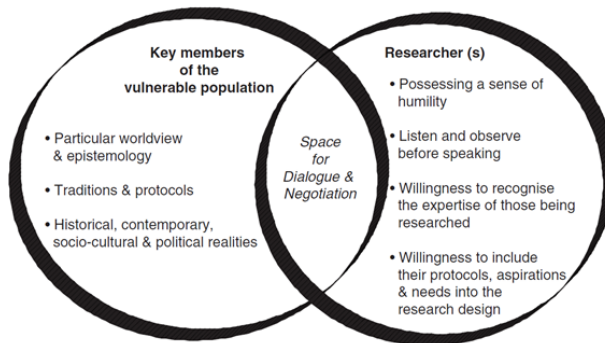 Key members
of the
vulnerable population
• Particular worldview
& epistemology
• Traditions & protocols
• Historical, contemporary,
socio-cultural & political realities
Space
for
Dialogue &
Negotiation
Researcher (s)
• Possessing a sense of
humility
• Listen and observe
before speaking
• Willingness to recognise
the expertise of those being
researched
• Willingness to include
their protocols, aspirations
& needs into the
research design